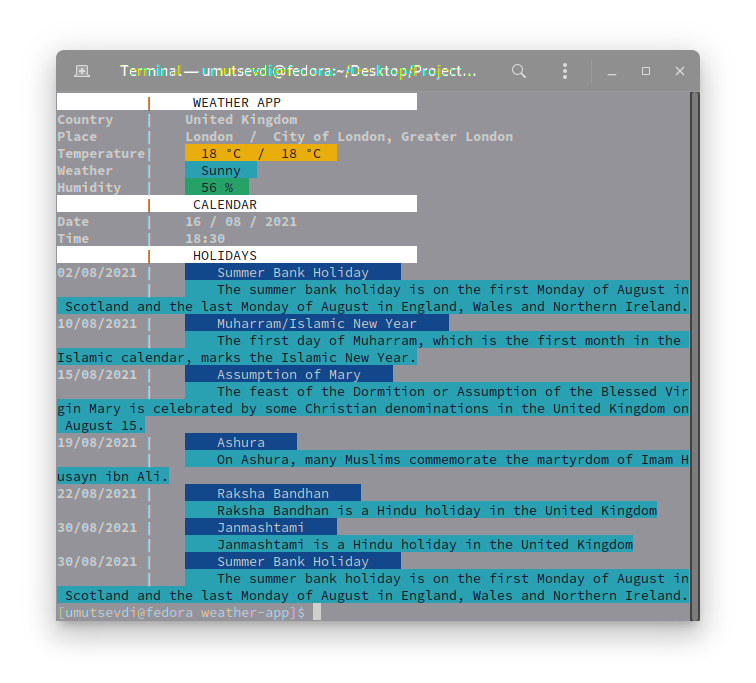 Terminal — umutsevdi@fedora:~/Desktop/Project...
| WEATHER APP
Country | United Kingdom
Place | London / City of London, Greater London
Temperature| 18 °C / 18 °C
Weather | Sunny
Humidity | 56 %
| CALENDAR
Date | 16 / 08 / 2021
Time | 18:30
| HOLIDAYS
02/08/2021 | Summer Bank Holiday
| The summer bank holiday is on the first Monday of August in
Scotland and the last Monday of August in England, Wales and Northern Ireland.
10/08/2021 | Muharram/Islamic New Year
| The first day of Muharram, which is the first month in the
Islamic calendar, marks the Islamic New Year.
15/08/2021 | Assumption of Mary
| The feast of the Dormition or Assumption of the Blessed Vir
gin Mary is celebrated by some Christian denominations in the United Kingdom on
August 15.
19/08/2021 | Ashura
| On Ashura, many Muslims commemorate the martyrdom of Imam H
usayn ibn Ali.
22/08/2021 | Raksha Bandhan
| Raksha Bandhan is a Hindu holiday in the United Kingdom
30/08/2021 | Janmashtami
| Janmashtami is a Hindu holiday in the United Kingdom
30/08/2021 | Summer Bank Holiday
| The summer bank holiday is on the first Monday of August in
Scotland and the last Monday of August in England, Wales and Northern Ireland.
[umutsevdi@fedora weather-app]$